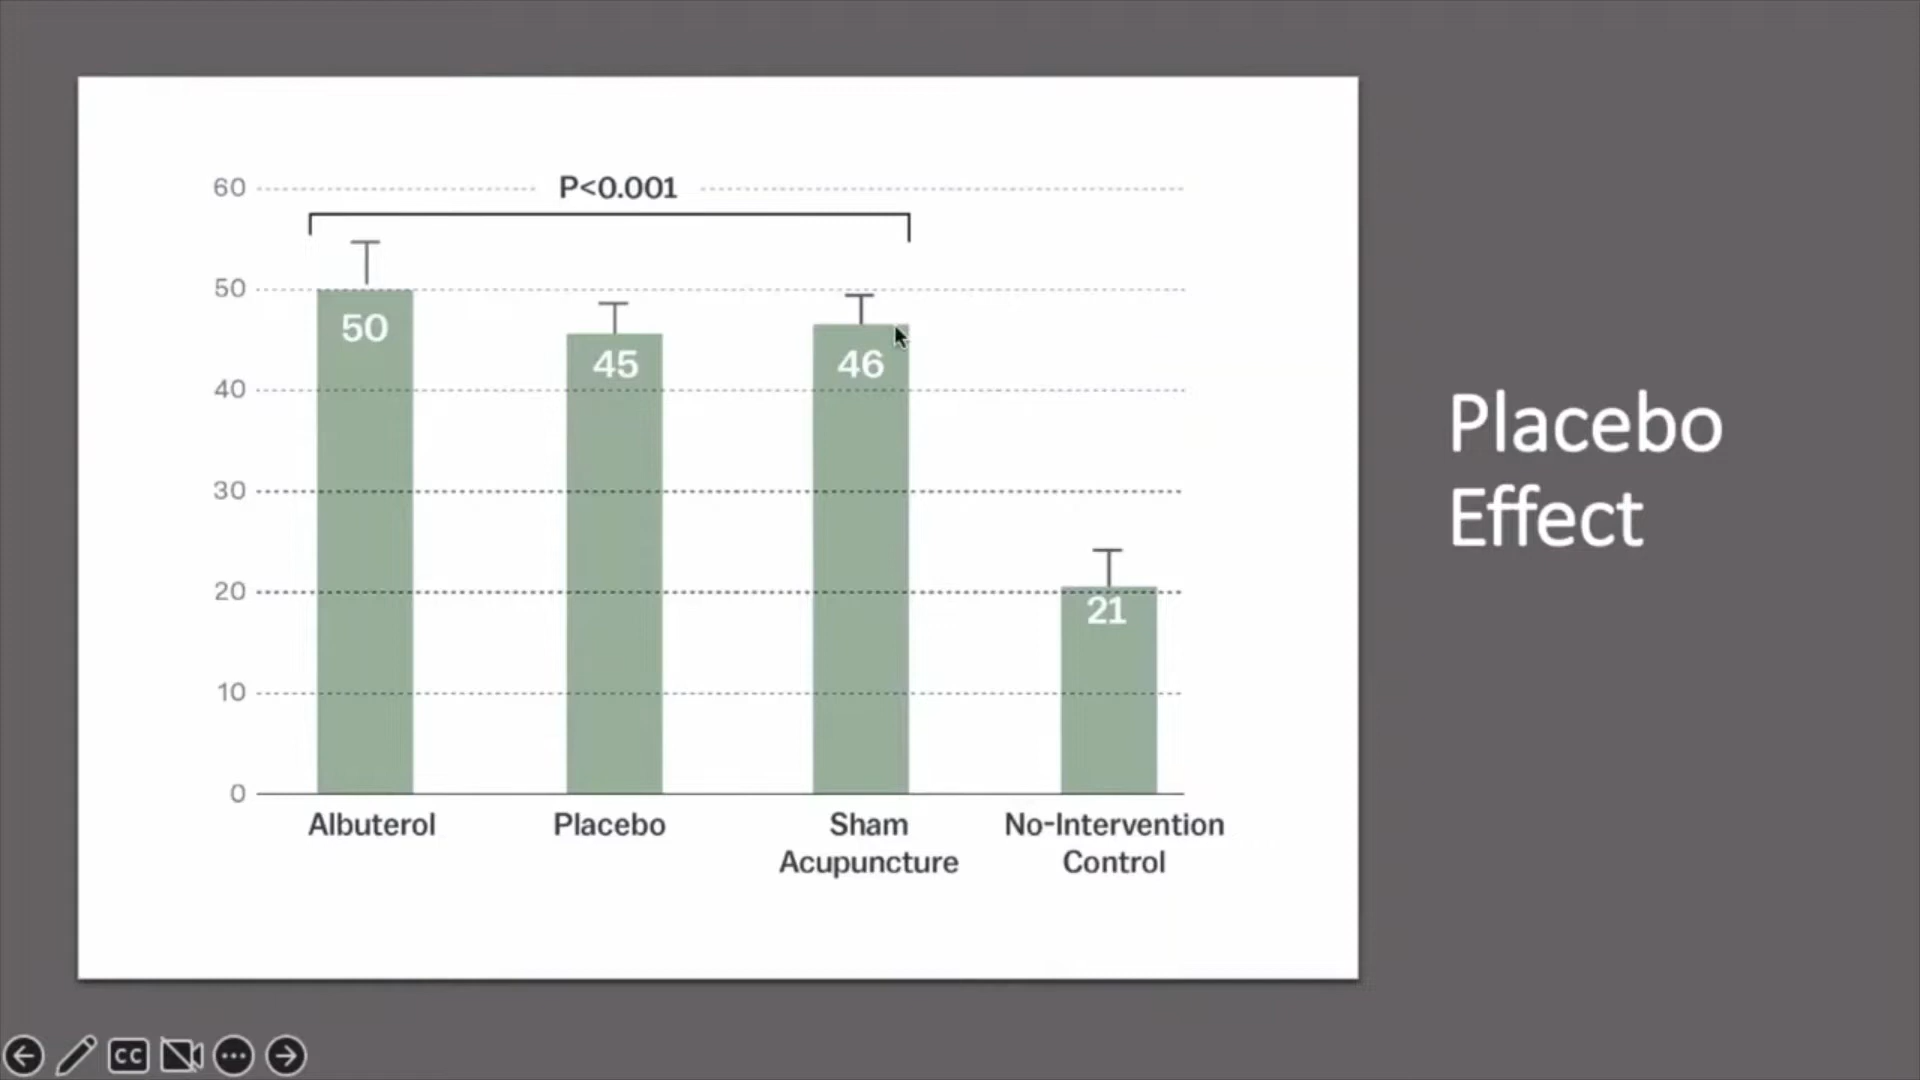 60
P<0.001
50
40
30
20
10
0
50
45
46
21
Albuterol
Placebo
Sham
Acupuncture
No-Intervention
Control
Placebo
Effect
CC